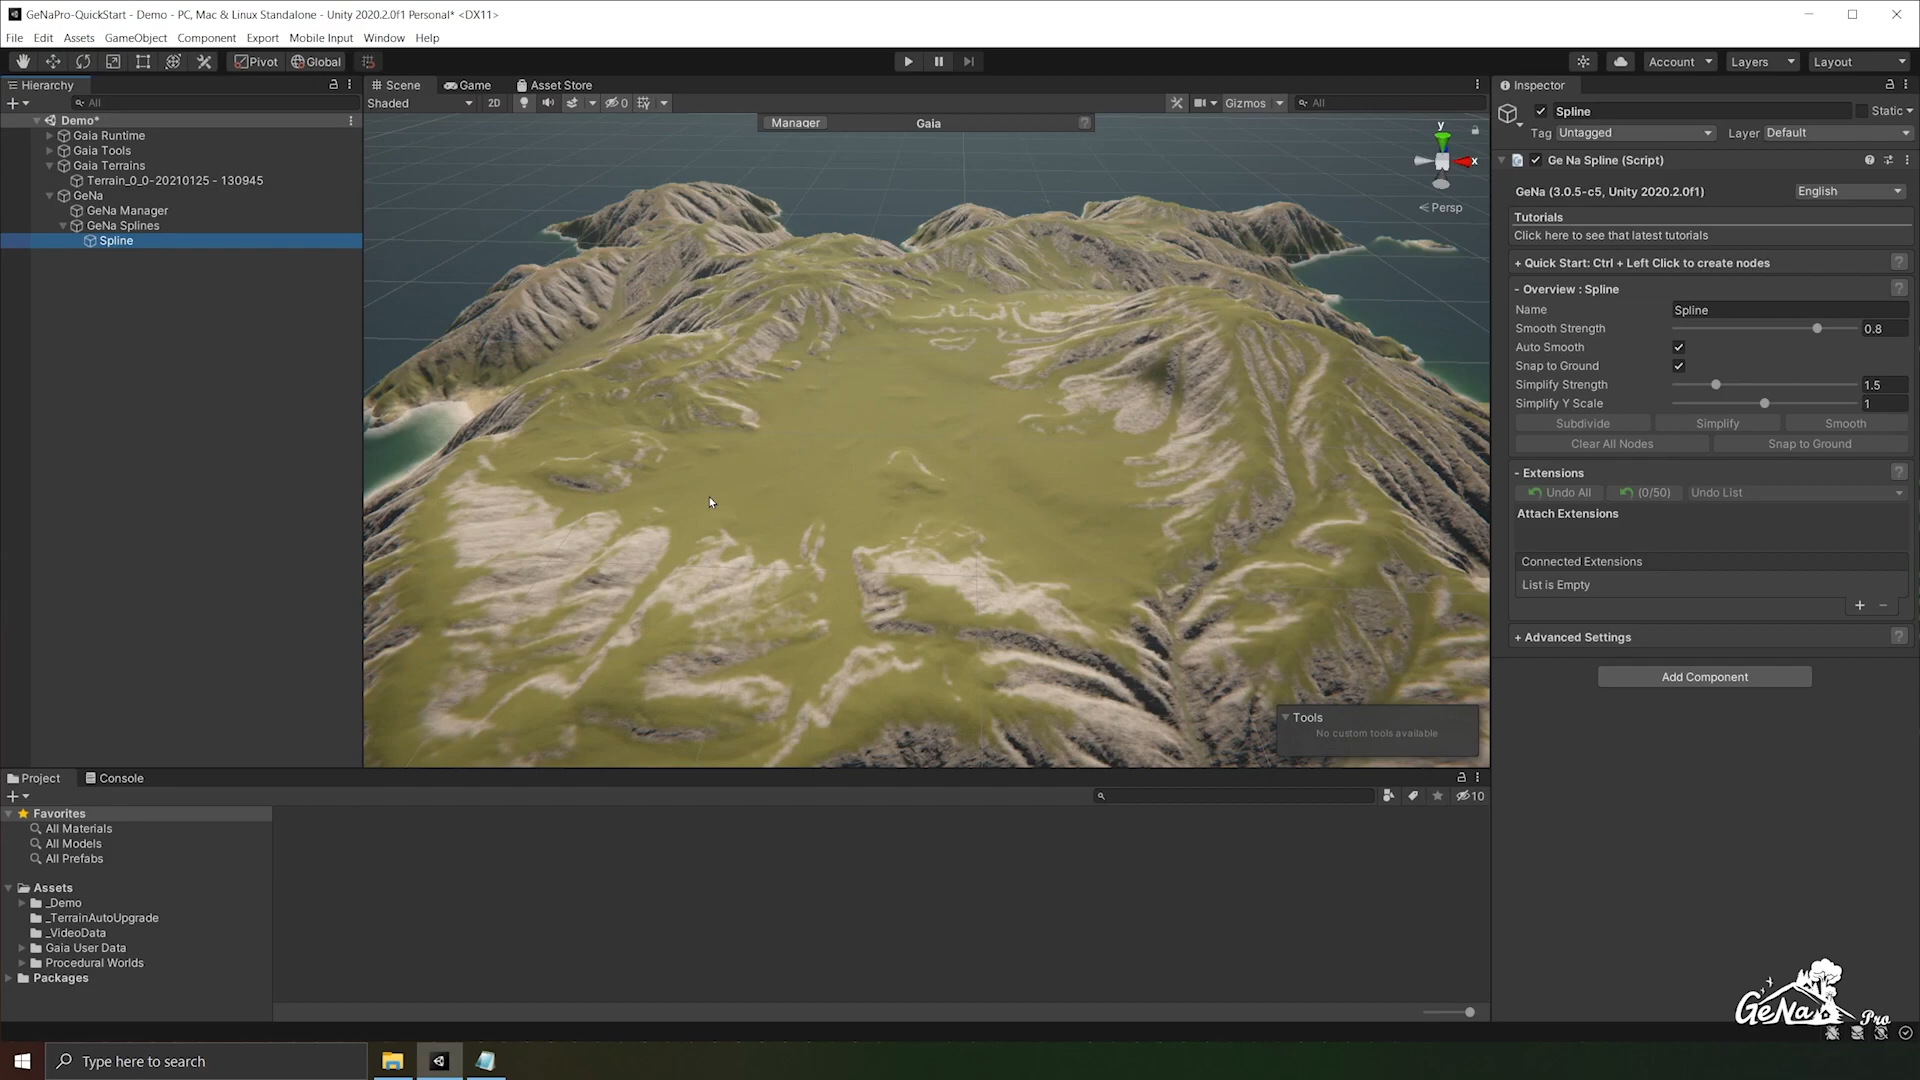 GeNaPro-QuickStart - Demo - PC, Mac & Linux Standalone - Unity 2020.2.0f1 Personal* <DX11>
File Edit Assets GameObject Component Export Mobile Input Window Help
Pivot Global Account Layers Layout
Hierarchy
All
Demo*
Gaia Runtime
Gaia Tools
Gaia Terrains
Terrain_0_0-20210125 - 130945
GeNa
GeNa Manager
GeNa Splines
Spline
Scene Game Asset Store
Shaded 2D 0 Gizmos All
Manager Gaia
y
x
Persp
Tools
No custom tools available
Inspector
Spline Static
Tag Untagged Layer Default
Ge Na Spline (Script)
GeNa (3.0.5-c5, Unity 2020.2.0f1) English
Tutorials
Click here to see that latest tutorials
+ Quick Start: Ctrl + Left Click to create nodes ?
- Overview : Spline ?
Name Spline
Smooth Strength 0.8
Auto Smooth
Snap to Ground
Simplify Strength 1.5
Simplify Y Scale 1
Subdivide Simplify Smooth
Clear All Nodes Snap to Ground
- Extensions ?
Undo All (0/50) Undo List
Attach Extensions
Connected Extensions
List is Empty
+ −
+ Advanced Settings ?
Add Component
Project Console
10
Favorites
All Materials
All Models
All Prefabs
Assets
_Demo
_TerrainAutoUpgrade
_VideoData
Gaia User Data
Procedural Worlds
Packages
GeNa Pro
Type here to search